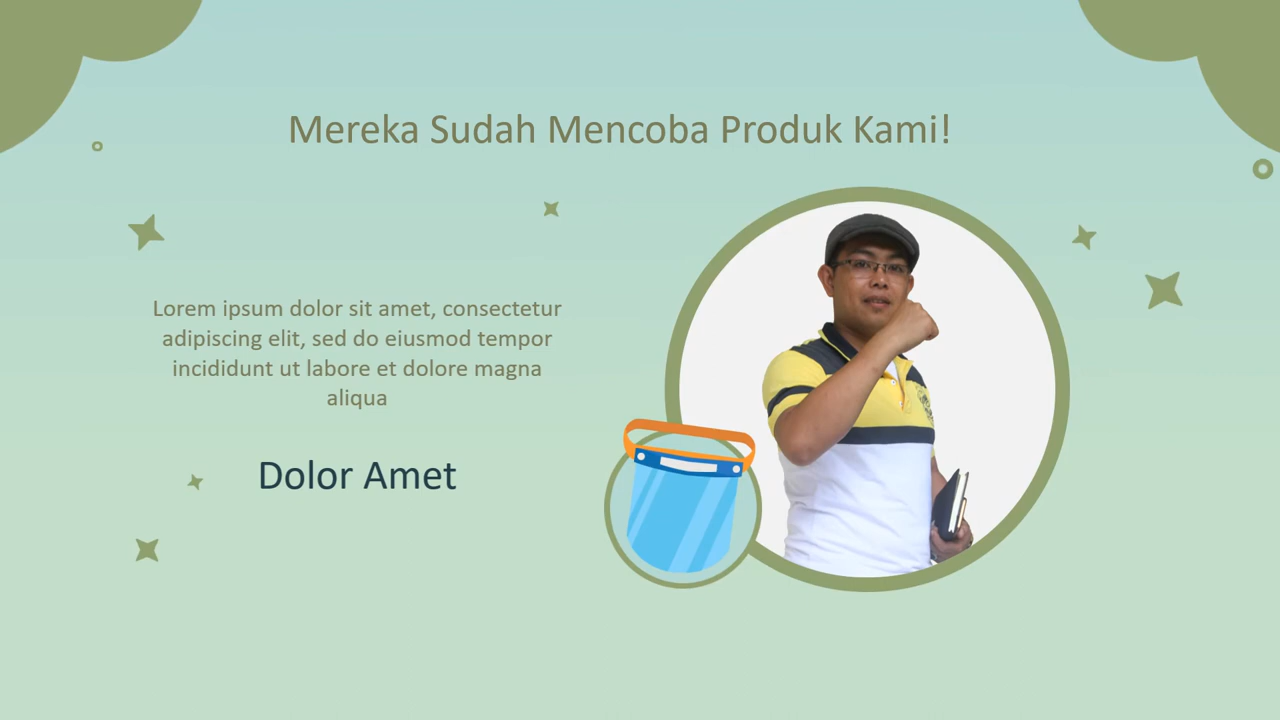 Mereka Sudah Mencoba Produk Kami!
Lorem ipsum dolor sit amet, consectetur
adipiscing elit, sed do eiusmod tempor
incididunt ut labore et dolore magna
aliqua
Dolor Amet